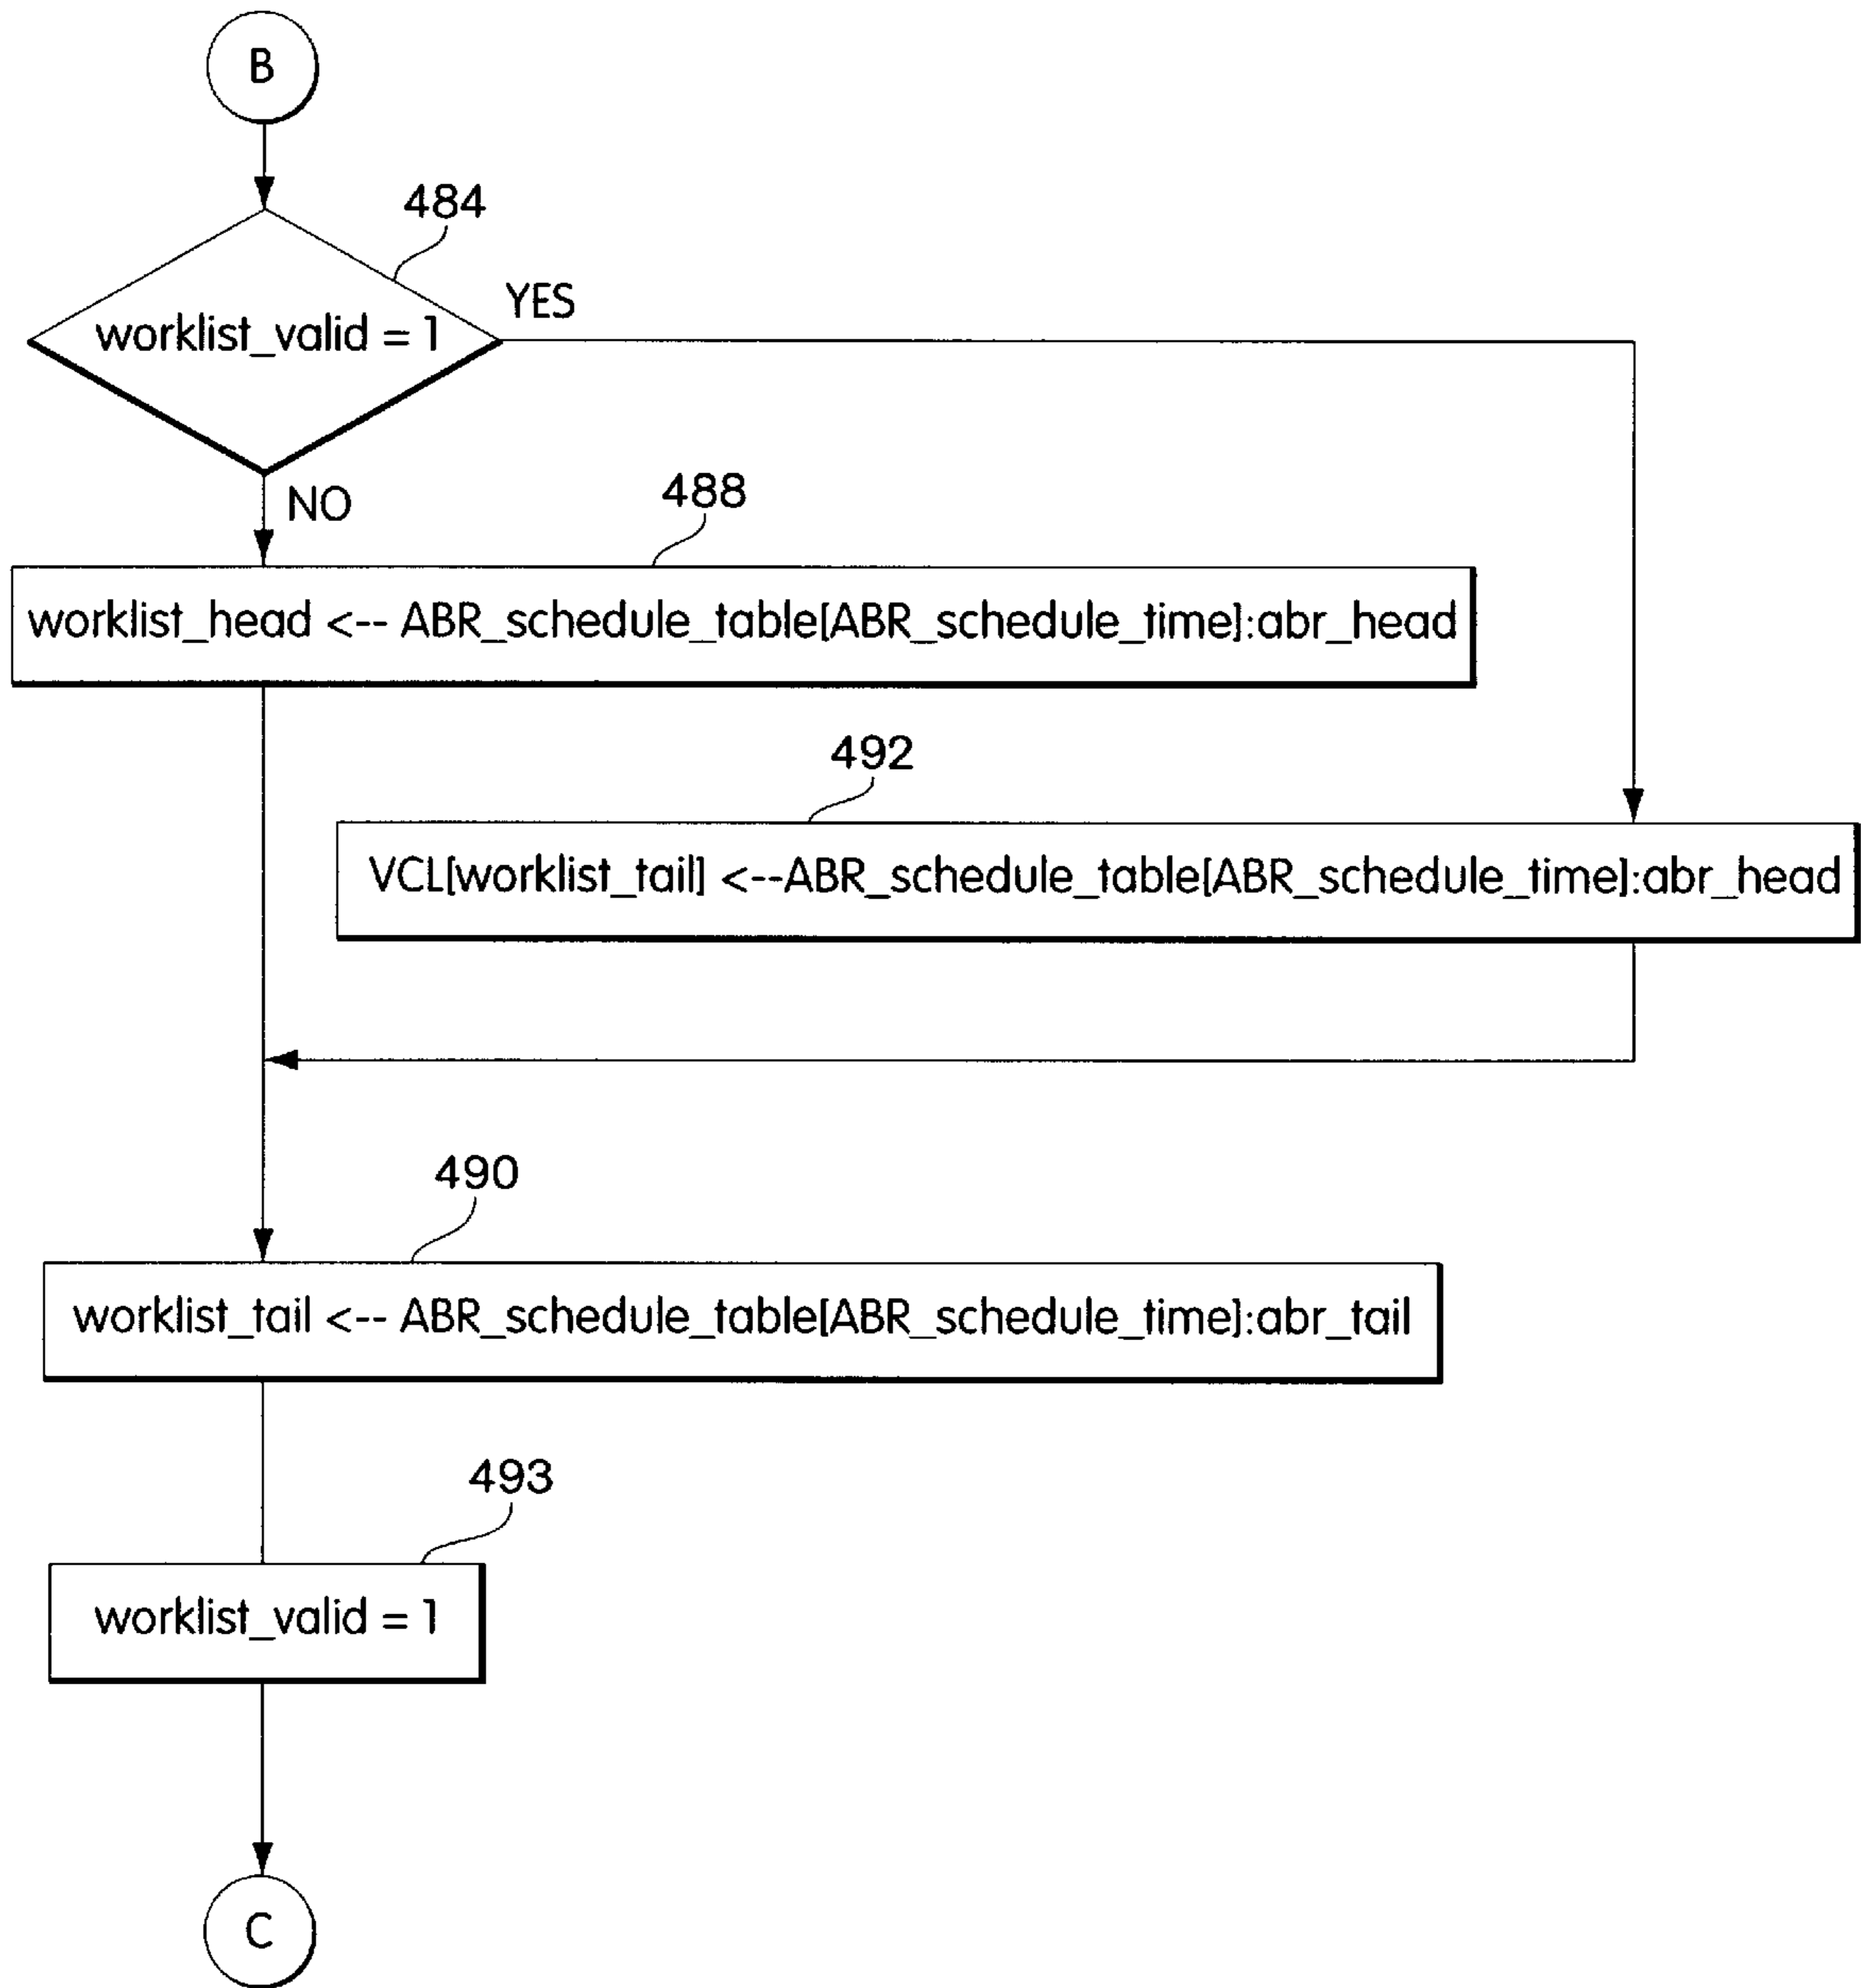 B
484
YES
worklist_valid = 1
NO
488
worklist_head <-- ABR_schedule_table[ABR_schedule_time]:abr_head
492
VCL[worklist_tail] <--ABR_schedule_table[ABR_schedule_time]:abr_head
490
worklist_tail <-- ABR_schedule_table[ABR_schedule_time]:abr_tail
493
worklist_valid = 1
C